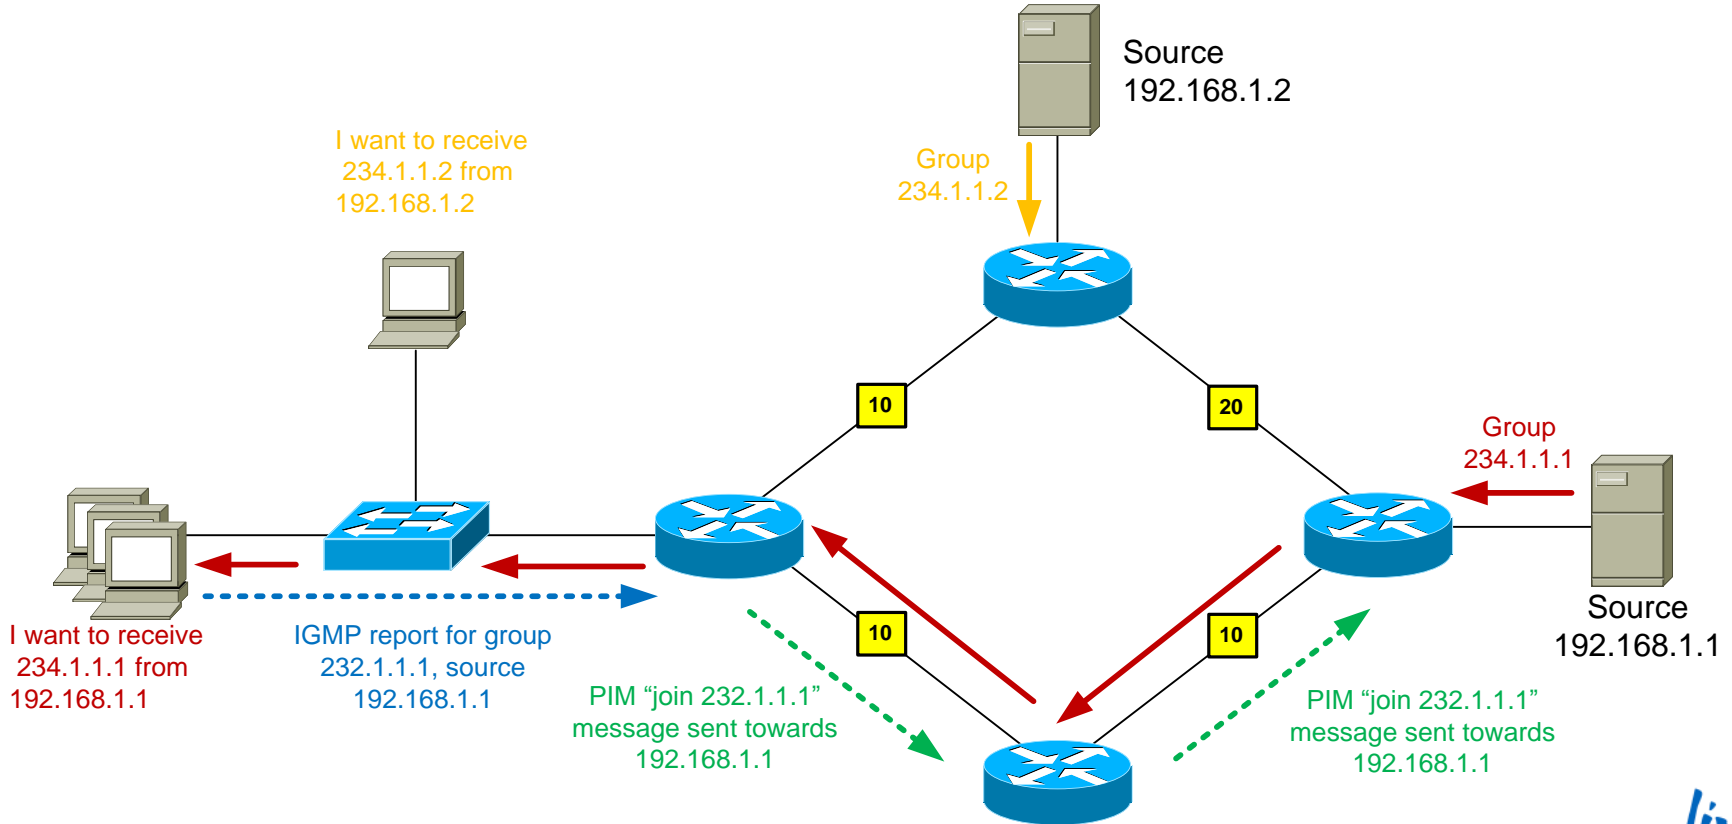 Source
192.168.1.2
I want to receive
234.1.1.2 from
192.168.1.2
Group
234.1.1.2
10
20
Group
234.1.1.1
I want to receive
234.1.1.1 from
192.168.1.1
IGMP report for group
232.1.1.1, source
192.168.1.1
10
10
Source
192.168.1.1
PIM “join 232.1.1.1”
message sent towards
192.168.1.1
PIM “join 232.1.1.1”
message sent towards
192.168.1.1